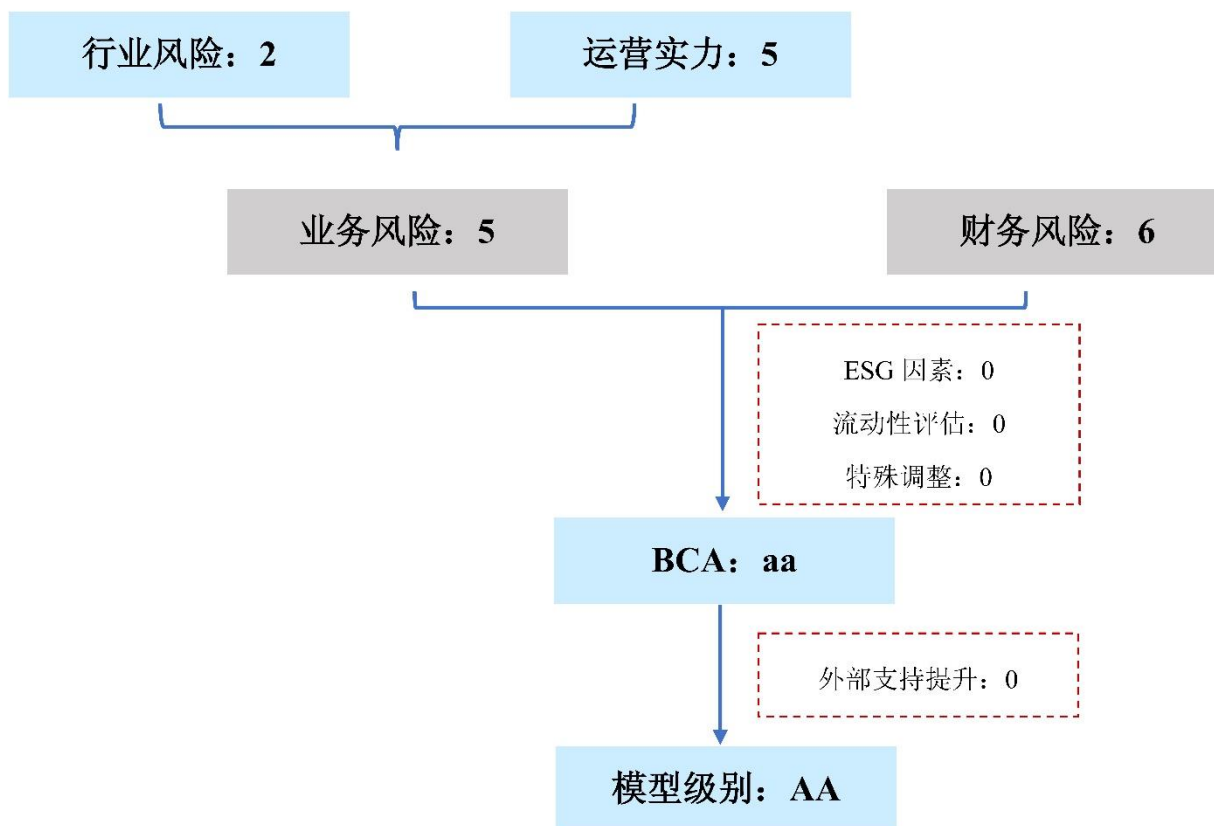 行业风险：2
运营实力：5
业务风险：5
财务风险：6
ESG 因素：0
流动性评估：0
特殊调整：0
BCA：aa
外部支持提升：0
模型级别：AA